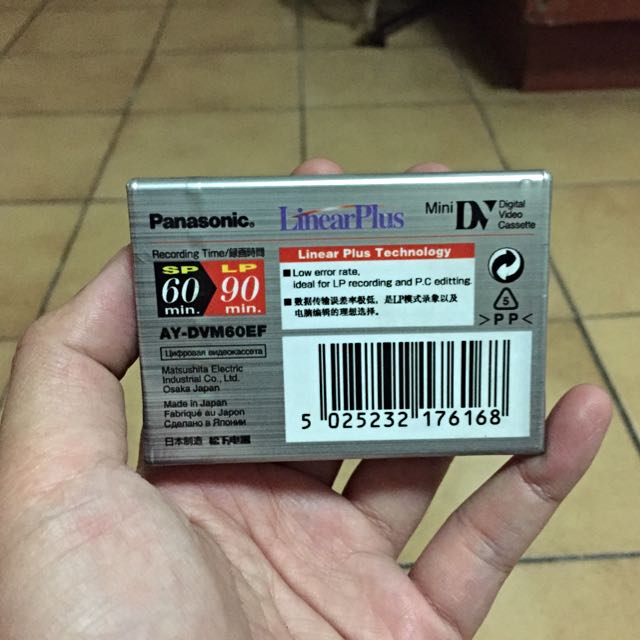 Panasonic®
LinearPlus
Mini DV Digital Video Cassette
Recording Time/録画時間
SP 60 min.
LP 90 min.
AY-DVM60EF
Цифровая видеокассета
Matsushita Electric
Industrial Co., Ltd.
Osaka Japan
Made in Japan
Fabriqué au Japon
Сделано в Японии
日本制造 松下电器
Linear Plus Technology
■ Low error rate,
ideal for LP recording and P.C editting.
■ 数据传输误差率极低，是LP模式录象以及
电脑编辑的理想选择。
5
>PP<
5 025232 176168